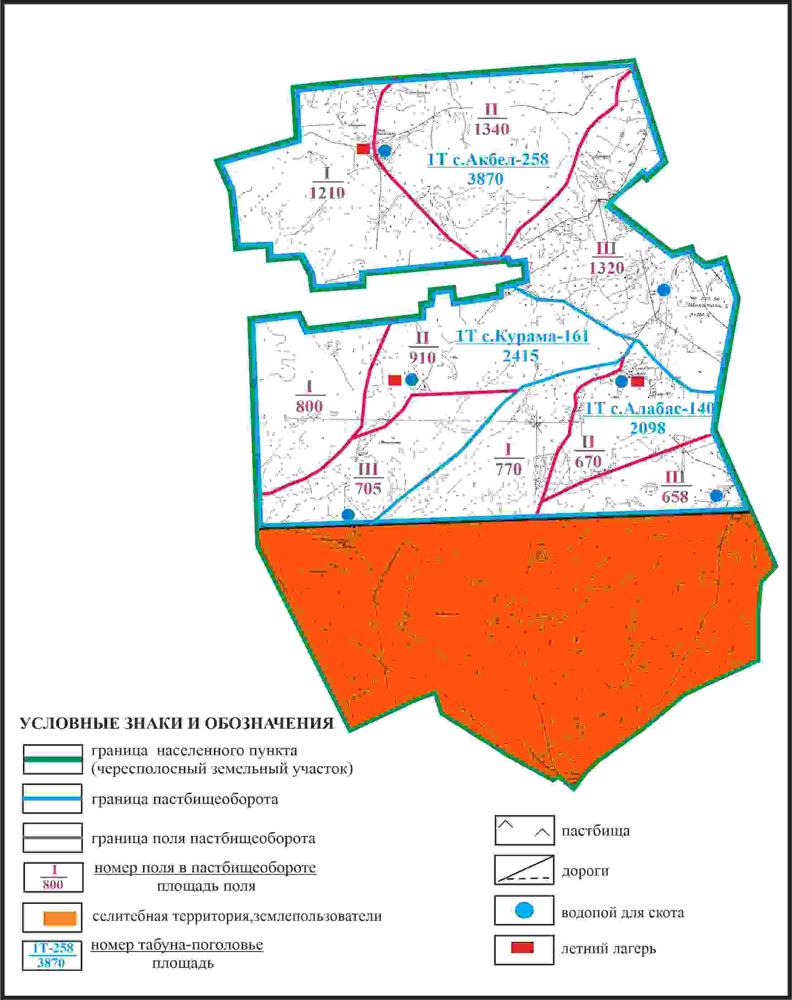 II
1340
1Т с.Акбел-258
3870
I
1210
III
1320
II
910
1Т с.Курама-161
2415
I
800
1Т с.Алабас-140
2098
II
670
I
770
III
705
III
658
УСЛОВНЫЕ ЗНАКИ И ОБОЗНАЧЕНИЯ
граница населенного пункта
(чересполосный земельный участок)
граница пастбищеоборота
граница поля пастбищеоборота
I
800
номер поля в пастбищеобороте
площадь поля
селитебная территория,землепользователи
1Т-258
3870
номер табуна-поголовье
площадь
пастбища
дороги
водопой для скота
летний лагерь